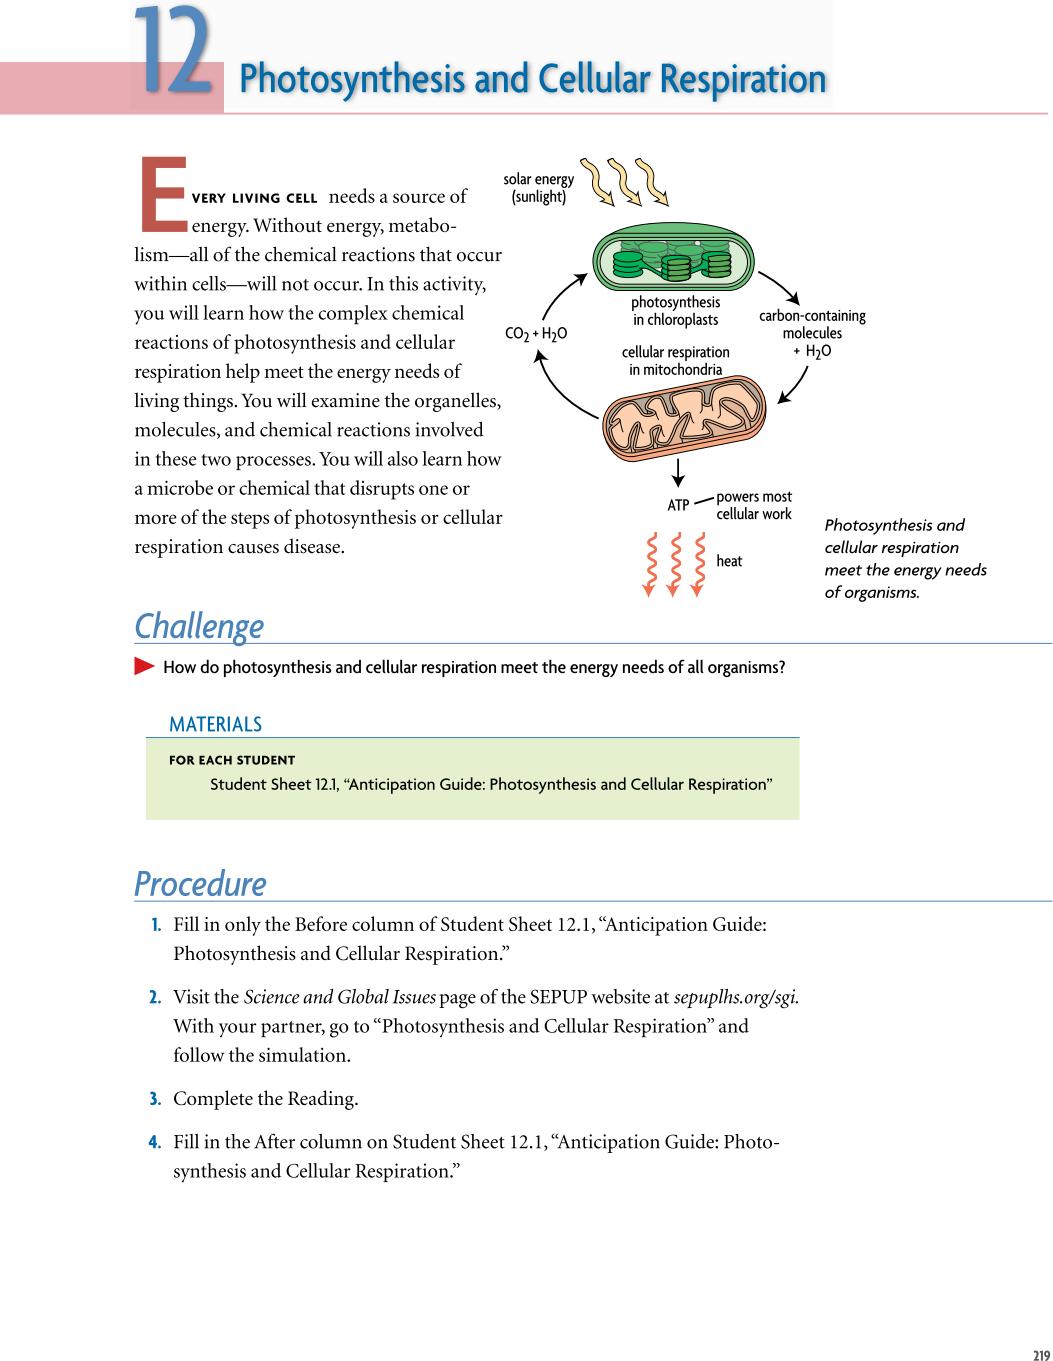 12
Photosynthesis and Cellular Respiration
EVERY LIVING CELL needs a source of
energy. Without energy, metabo-
lism—all of the chemical reactions that occur
within cells—will not occur. In this activity,
you will learn how the complex chemical
reactions of photosynthesis and cellular
respiration help meet the energy needs of
living things. You will examine the organelles,
molecules, and chemical reactions involved
in these two processes. You will also learn how
a microbe or chemical that disrupts one or
more of the steps of photosynthesis or cellular
respiration causes disease.
solar energy
(sunlight)
photosynthesis
in chloroplasts
carbon-containing
molecules
+ H2O
CO2 + H2O
cellular respiration
in mitochondria
ATP
powers most
cellular work
heat
Photosynthesis and
cellular respiration
meet the energy needs
of organisms.
Challenge
How do photosynthesis and cellular respiration meet the energy needs of all organisms?
MATERIALS
FOR EACH STUDENT
Student Sheet 12.1, “Anticipation Guide: Photosynthesis and Cellular Respiration”
Procedure
1. Fill in only the Before column of Student Sheet 12.1, “Anticipation Guide:
Photosynthesis and Cellular Respiration.”
2. Visit the Science and Global Issues page of the SEPUP website at sepuplhs.org/sgi.
With your partner, go to “Photosynthesis and Cellular Respiration” and
follow the simulation.
3. Complete the Reading.
4. Fill in the After column on Student Sheet 12.1, “Anticipation Guide: Photo-
synthesis and Cellular Respiration.”
219